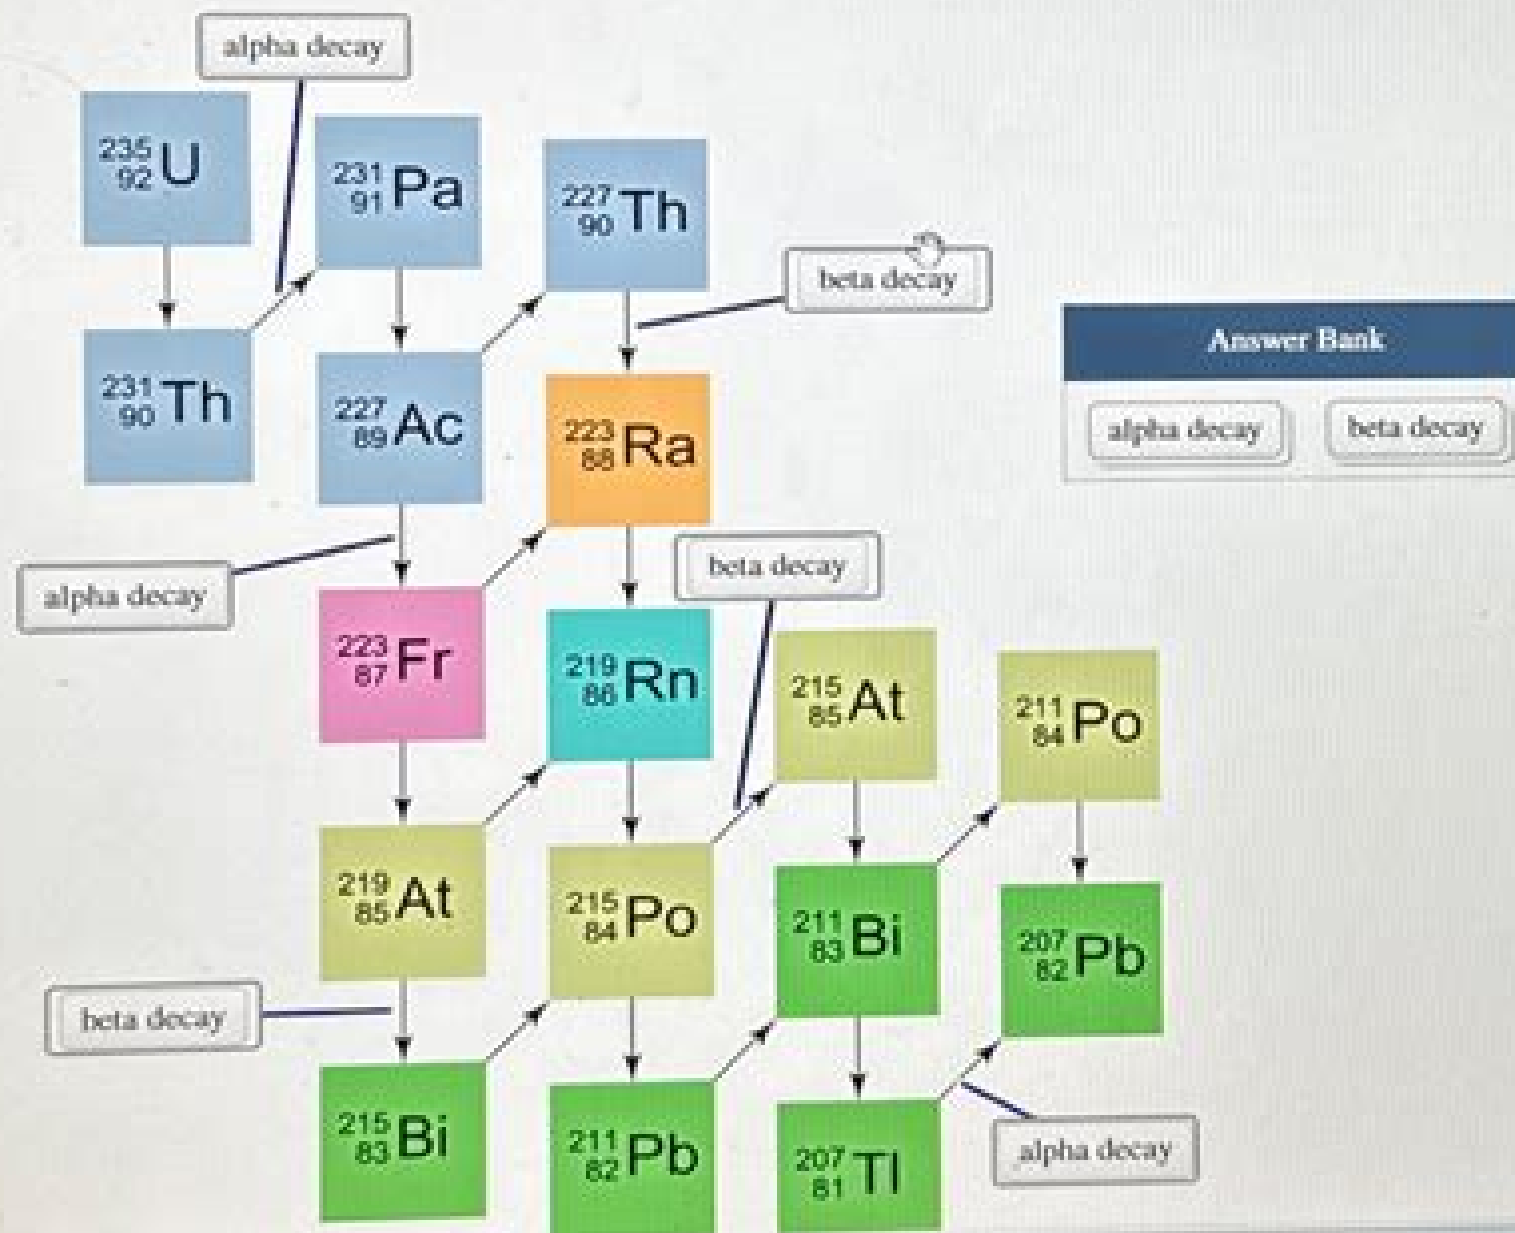 alpha decay
235
92 U
231
91 Pa
227
90 Th
beta decay
Answer Bank
alpha decay
beta decay
231
90 Th
227
89 Ac
223
88 Ra
alpha decay
beta decay
223
87 Fr
219
86 Rn
215
85 At
211
84 Po
219
85 At
215
84 Po
211
83 Bi
207
82 Pb
beta decay
215
83 Bi
211
82 Pb
207
81 Tl
alpha decay